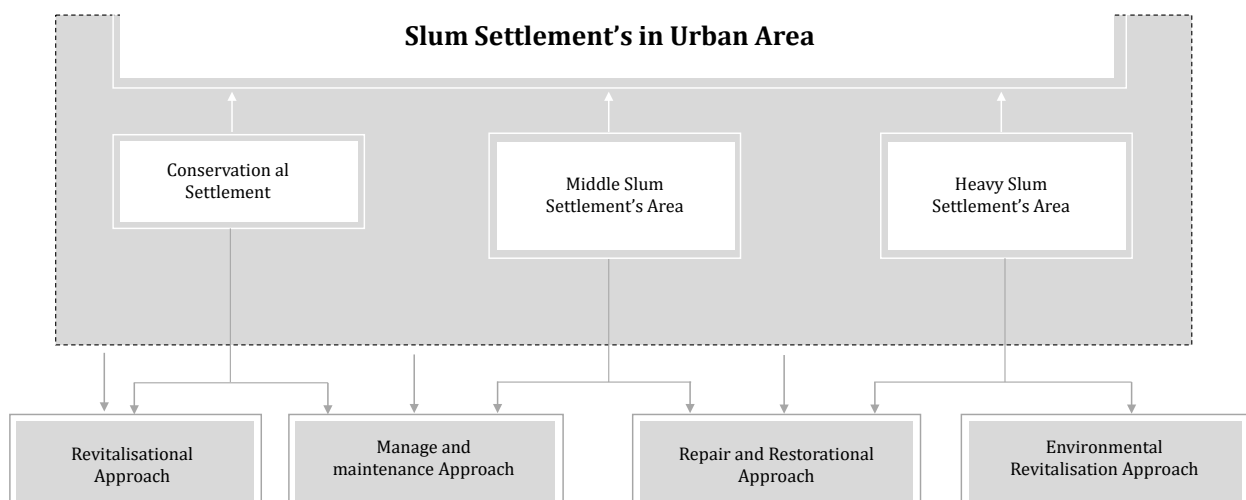 Slum Settlement’s in Urban Area
Conservation al
Settlement
Middle Slum
Settlement’s Area
Heavy Slum
Settlement’s Area
Revitalisational
Approach
Manage and
maintenance Approach
Repair and Restorational
Approach
Environmental
Revitalisation Approach